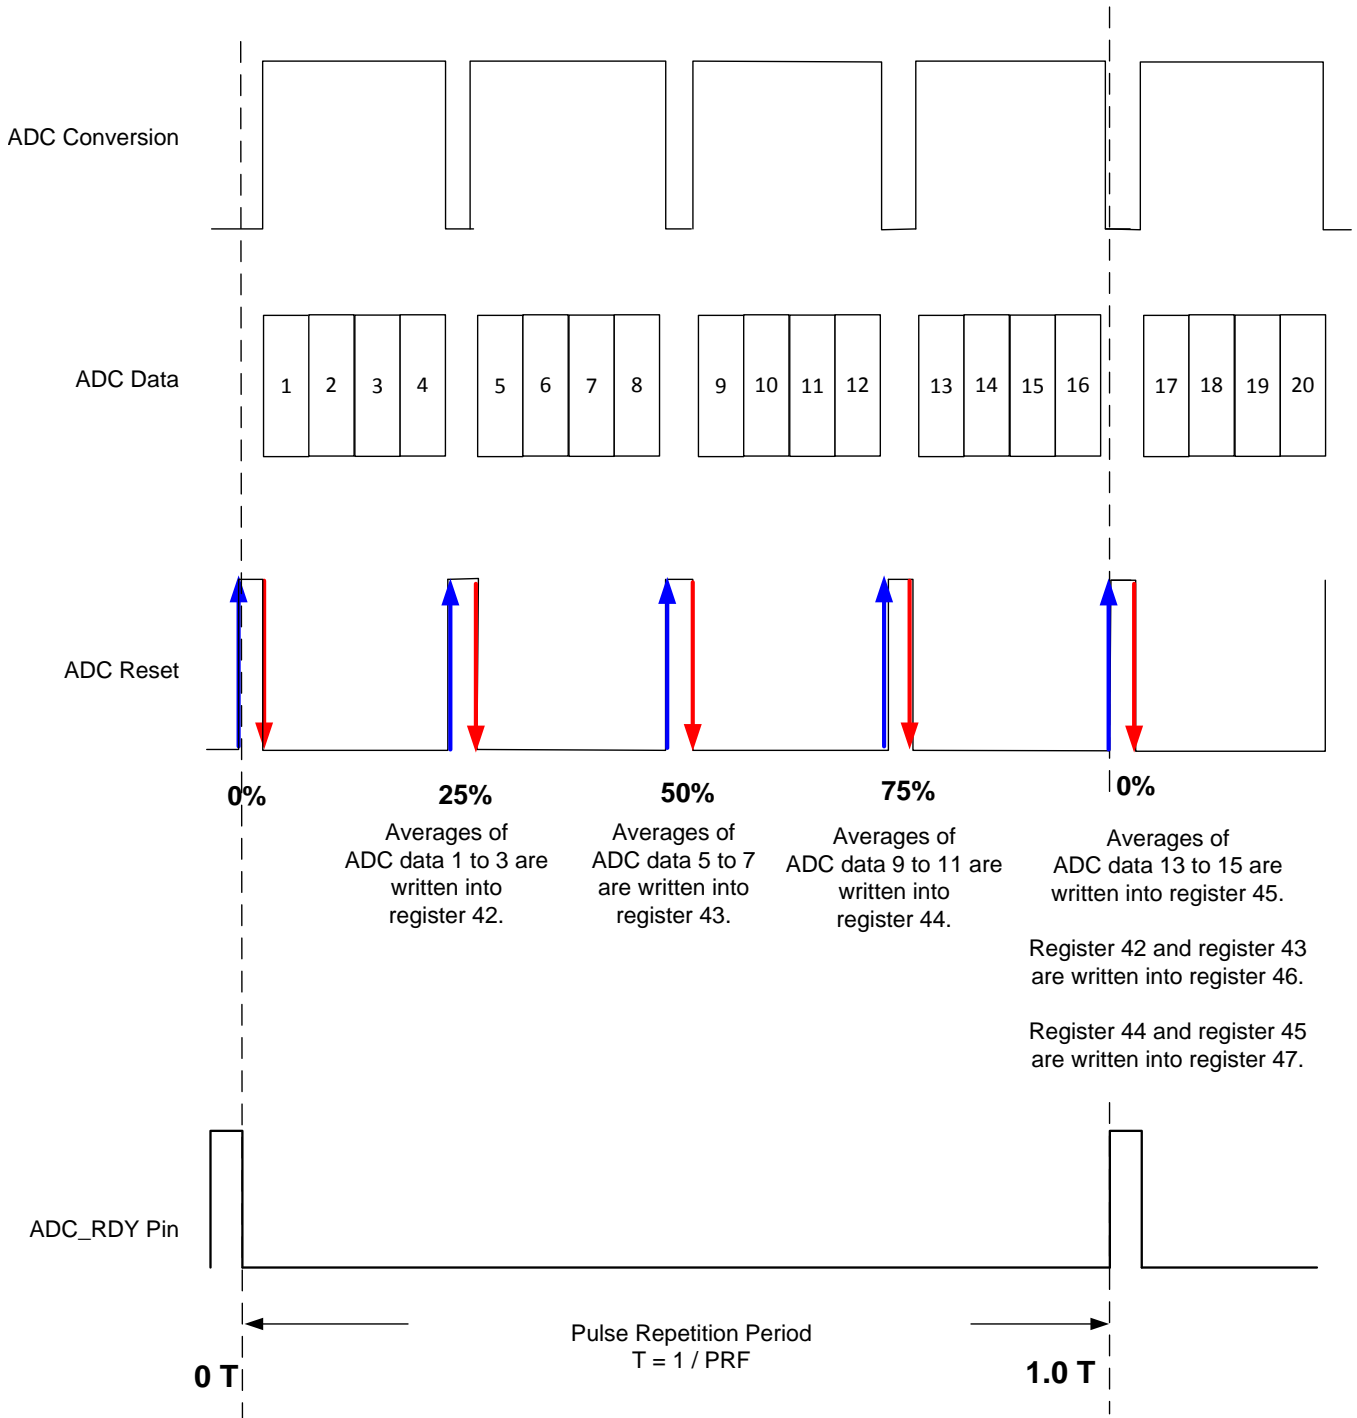 ADC Conversion
ADC Data
1 2 3 4 5 6 7 8 9 10 11 12 13 14 15 16 17 18 19 20
ADC Reset
0% 25% 50% 75% 0%
Averages of
ADC data 1 to 3 are
written into
register 42.
Averages of
ADC data 5 to 7
are written into
register 43.
Averages of
ADC data 9 to 11 are
written into
register 44.
Averages of
ADC data 13 to 15 are
written into register 45.
Register 42 and register 43
are written into register 46.
Register 44 and register 45
are written into register 47.
ADC_RDY Pin
Pulse Repetition Period
T = 1 / PRF
0 T
1.0 T